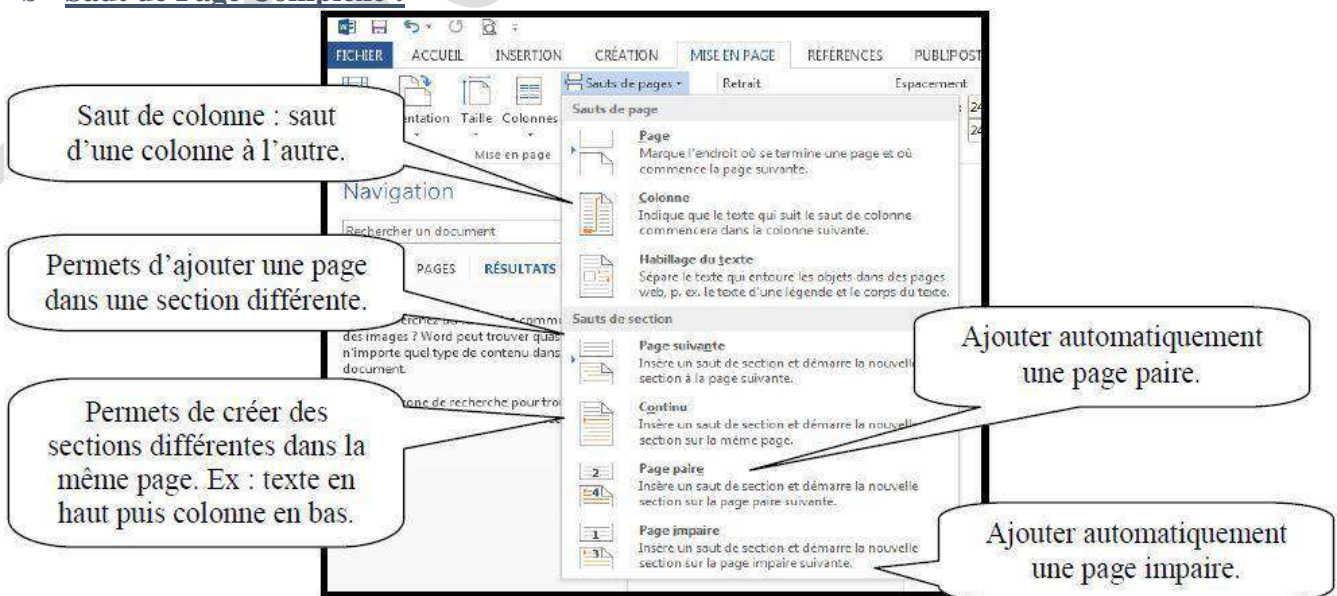 Saut de Page Complexe :
FICHIER ACCUEIL INSERTION CRÉATION MISE EN PAGE RÉFÉRENCES PUBLIPOST
Sauts de pages Retrait Espacement
entation Taille Colonnes
Mise en page
Sauts de page
Page
Marque l'endroit où se termine une page et où
commence la page suivante.
Colonne
Indique que le texte qui suit le saut de colonne
commencera dans la colonne suivante.
Habillage du texte
Sépare le texte qui entoure les objets dans des pages
web, p. ex. le texte d'une légende et le corps du texte.
Sauts de section
Page suivante
Insère un saut de section et démarre la nouvelle
section à la page suivante.
Continu
Insère un saut de section et démarre la nouvelle
section sur la même page.
Page paire
Insère un saut de section et démarre la nouvelle
section sur la page paire suivante.
Page impaire
Insère un saut de section et démarre la nouvelle
section sur la page impaire suivante.
Navigation
Rechercher un document
PAGES RÉSULTATS
des images ? Word peut trouver
n'importe quel type de contenu dans
document.
zone de recherche pour
Saut de colonne : saut
d'une colonne à l'autre.
Permets d'ajouter une page
dans une section différente.
Permets de créer des
sections différentes dans la
même page. Ex : texte en
haut puis colonne en bas.
Ajouter automatiquement
une page paire.
Ajouter automatiquement
une page impaire.